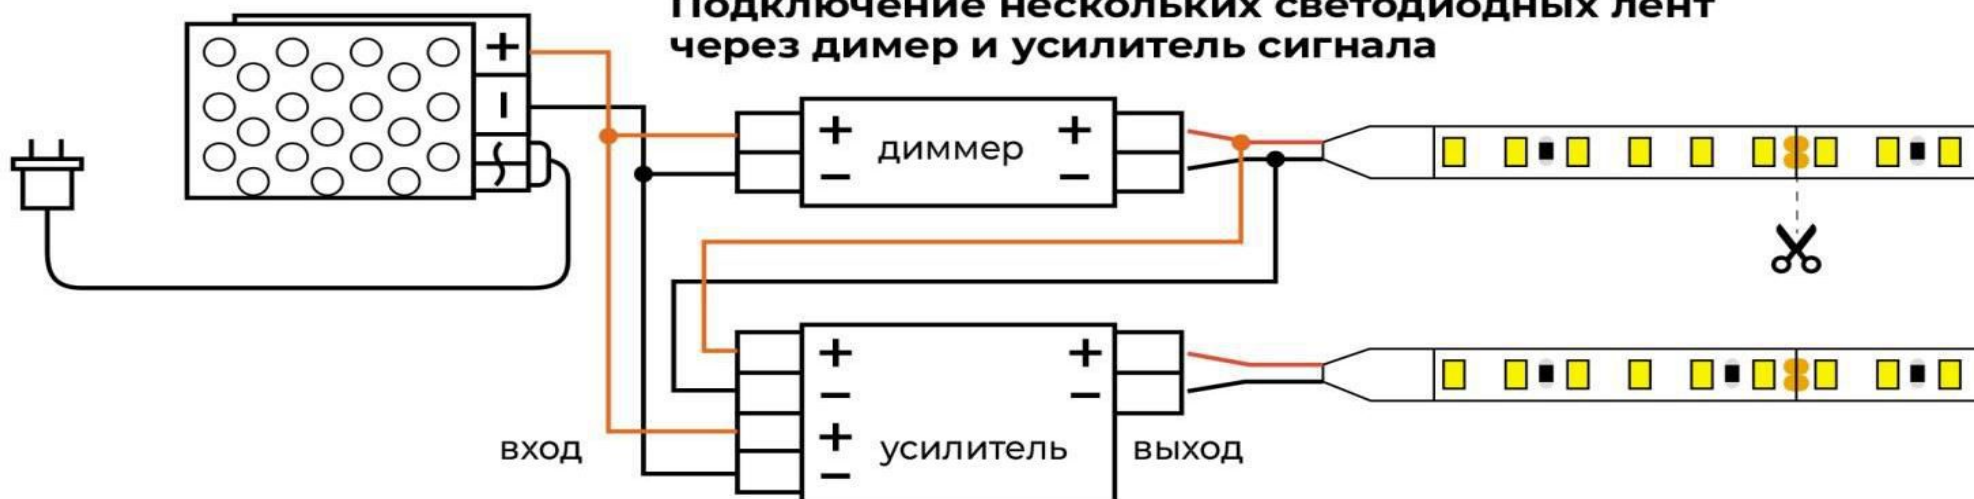 Подключение нескольких светодиодных лент
через димер и усилитель сигнала
+
−
+ диммер +
− −
+ +
− −
вход + усилитель выход
−